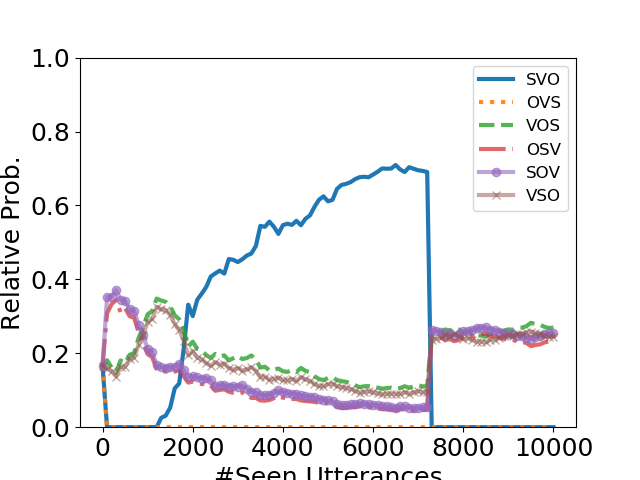 1.0
0.8
0.6
0.4
0.2
0.0
Relative Prob.
SVO
OVS
VOS
OSV
SOV
VSO
0 2000 4000 6000 8000 10000
#Seen Utterances